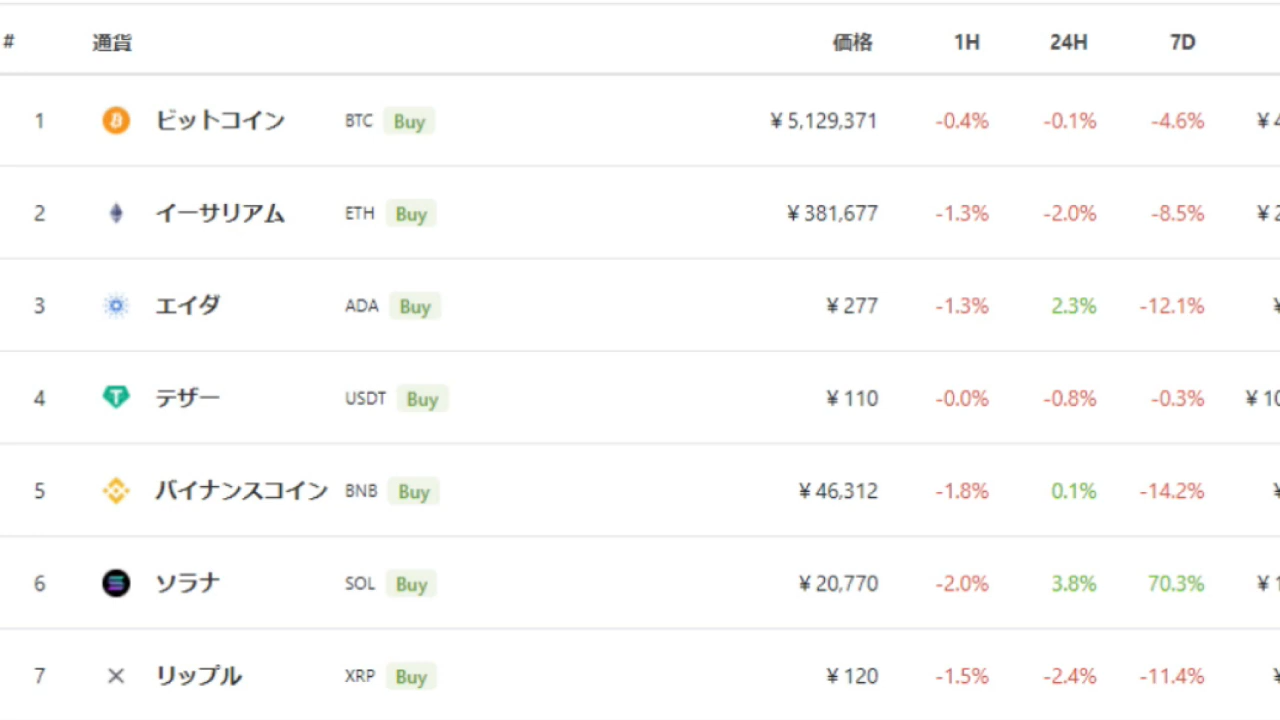 # 通貨 価格 1H 24H 7D
1 ビットコイン BTC Buy ¥5,129,371 -0.4% -0.1% -4.6% ¥4
2 イーサリアム ETH Buy ¥381,677 -1.3% -2.0% -8.5% ¥2
3 エイダ ADA Buy ¥277 -1.3% 2.3% -12.1% ¥
4 テザー USDT Buy ¥110 -0.0% -0.8% -0.3% ¥10
5 バイナンスコイン BNB Buy ¥46,312 -1.8% 0.1% -14.2% ¥
6 ソラナ SOL Buy ¥20,770 -2.0% 3.8% 70.3% ¥1
7 リップル XRP Buy ¥120 -1.5% -2.4% -11.4% ¥